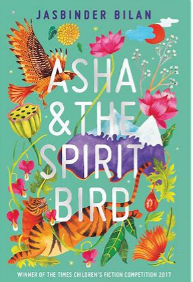 JASBINDER BILAN
ASHA
& THE
SPIRIT
BIRD
WINNER OF THE TIMES CHILDREN'S FICTION COMPETITION 2017